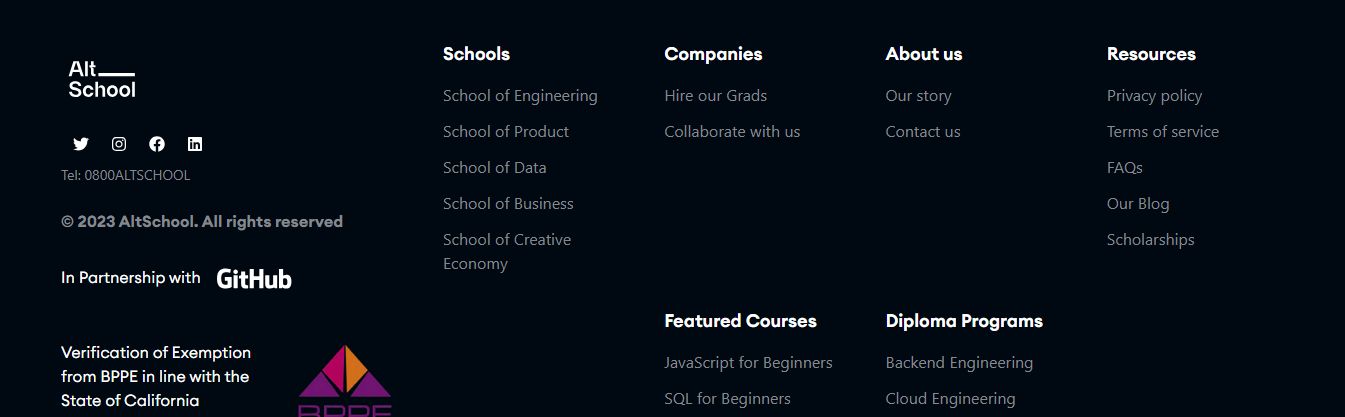 Alt
School
Tel: 0800ALTSCHOOL
© 2023 AltSchool. All rights reserved
In Partnership with GitHub
Verification of Exemption
from BPPE in line with the
State of California
BPPE
Schools
School of Engineering
School of Product
School of Data
School of Business
School of Creative
Economy
Companies
Hire our Grads
Collaborate with us
About us
Our story
Contact us
Resources
Privacy policy
Terms of service
FAQs
Our Blog
Scholarships
Featured Courses
JavaScript for Beginners
SQL for Beginners
Diploma Programs
Backend Engineering
Cloud Engineering